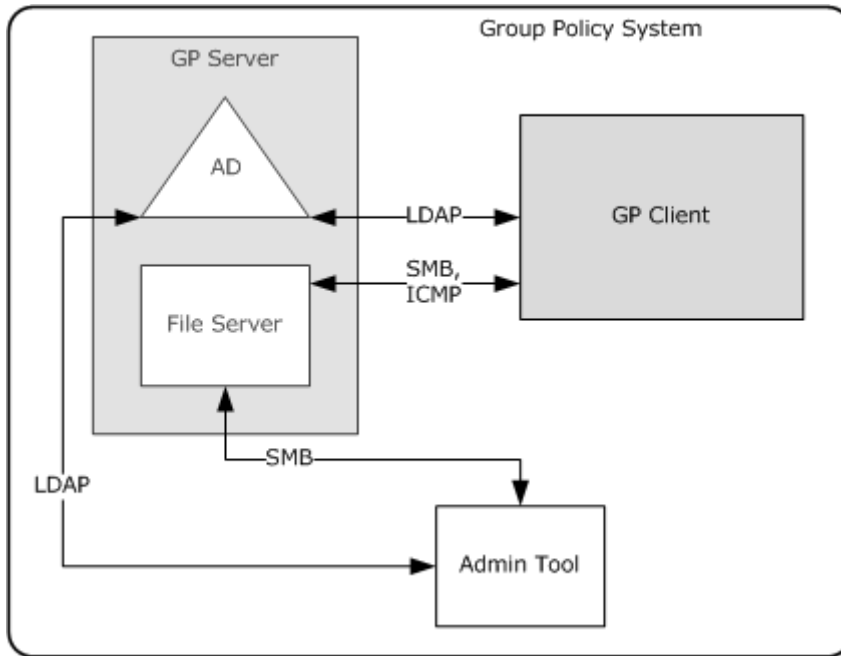 Group Policy System
GP Server
AD
LDAP
GP Client
SMB,
ICMP
File Server
SMB
LDAP
Admin Tool